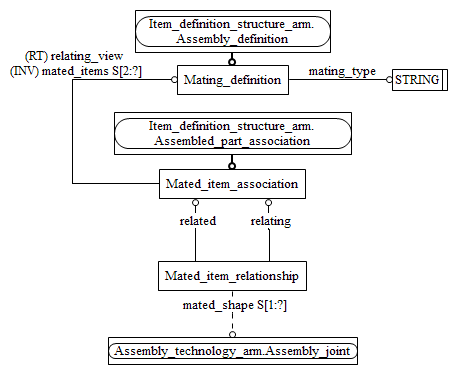 Item_definition_structure_arm.
Assembly_definition
(RT) relating_view
(INV) mated_items S[2:?]
Mating_definition
mating_type
STRING
Item_definition_structure_arm.
Assembled_part_association
Mated_item_association
related
relating
Mated_item_relationship
mated_shape S[1:?]
Assembly_technology_arm.Assembly_joint